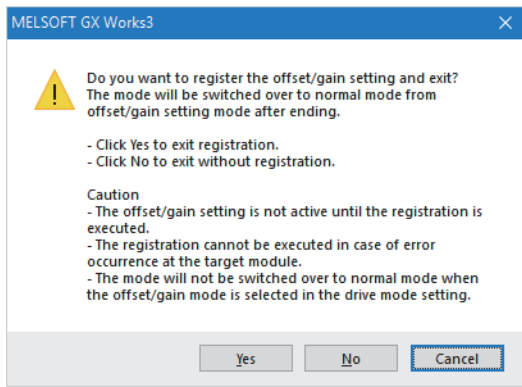 MELSOFT GX Works3
Do you want to register the offset/gain setting and exit?
The mode will be switched over to normal mode from
offset/gain setting mode after ending.
- Click Yes to exit registration.
- Click No to exit without registration.
Caution
- The offset/gain setting is not active until the registration is
executed.
- The registration cannot be executed in case of error
occurrence at the target module.
- The mode will not be switched over to normal mode when
the offset/gain mode is selected in the drive mode setting.
Yes No Cancel